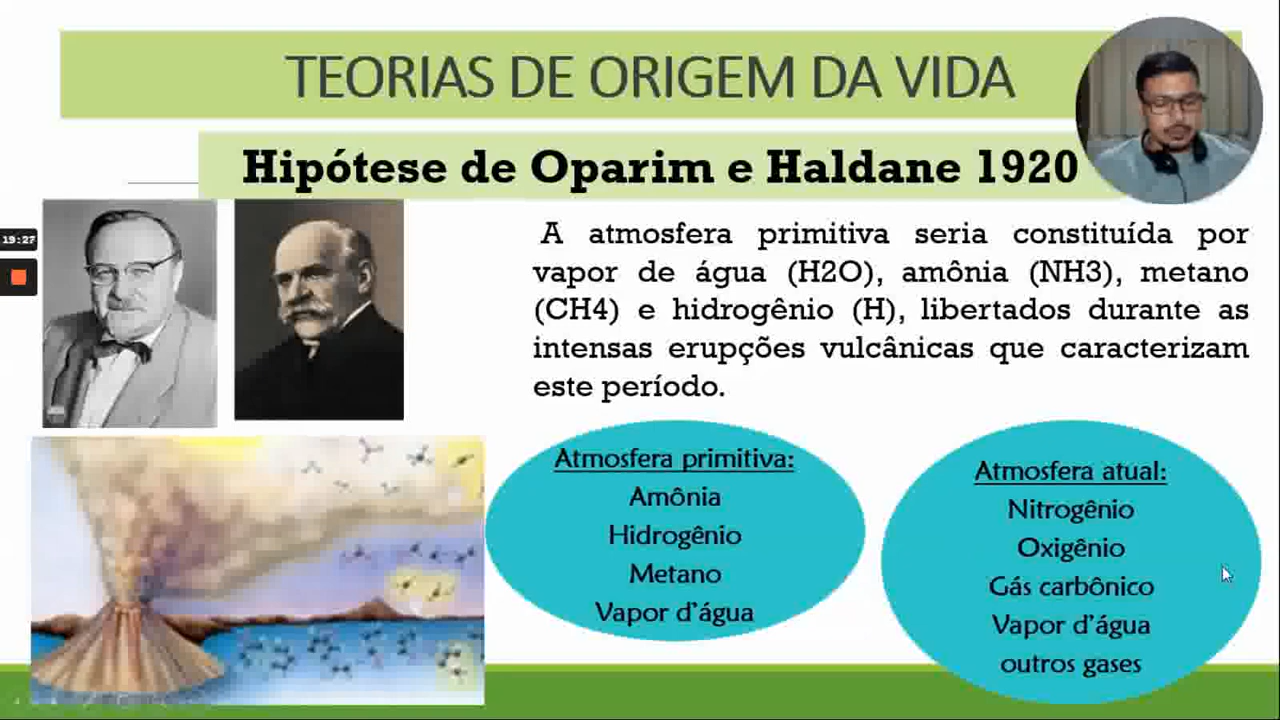 TEORIAS DE ORIGEM DA VIDA
Hipótese de Oparim e Haldane 1920
19:27
A atmosfera primitiva seria constituída por
vapor de água (H2O), amônia (NH3), metano
(CH4) e hidrogênio (H), libertados durante as
intensas erupções vulcânicas que caracterizam
este período.
Atmosfera primitiva:
Amônia
Hidrogênio
Metano
Vapor d'água
Atmosfera atual:
Nitrogênio
Oxigênio
Gás carbônico
Vapor d'água
outros gases